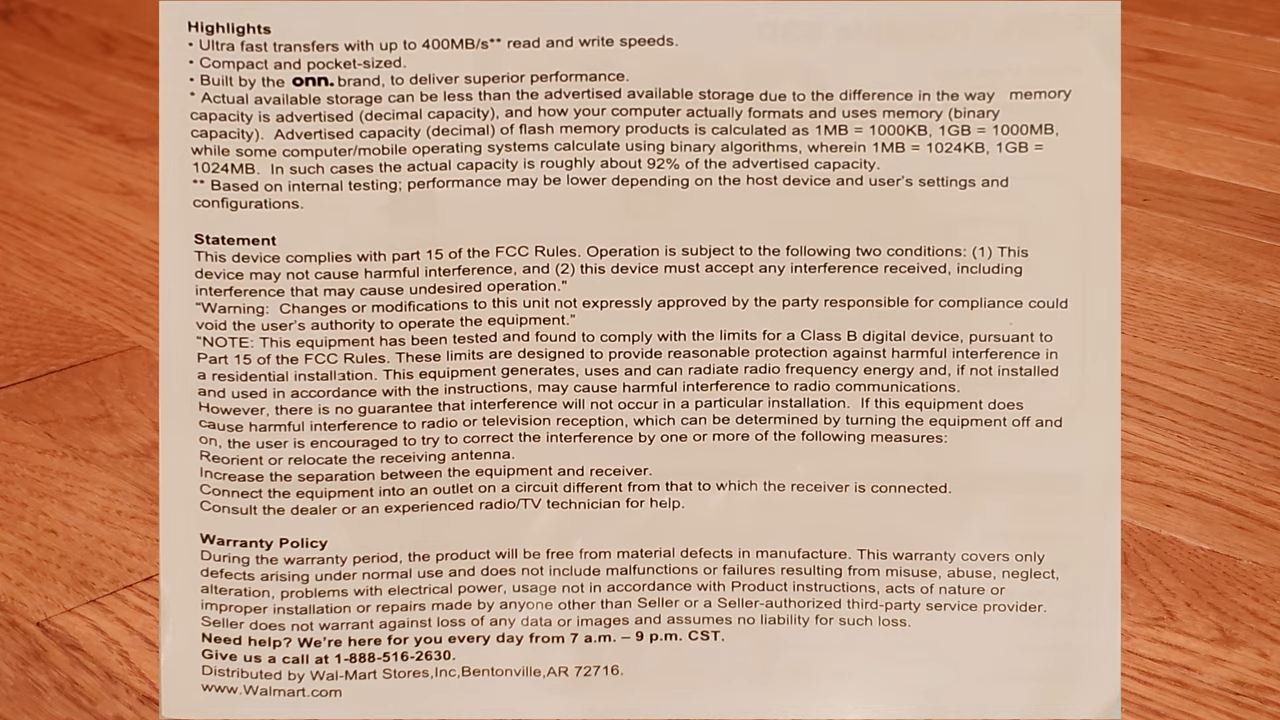 Highlights
• Ultra fast transfers with up to 400MB/s** read and write speeds.
• Compact and pocket-sized.
• Built by the onn. brand, to deliver superior performance.
* Actual available storage can be less than the advertised available storage due to the difference in the way memory
capacity is advertised (decimal capacity), and how your computer actually formats and uses memory (binary
capacity). Advertised capacity (decimal) of flash memory products is calculated as 1MB = 1000KB, 1GB = 1000MB,
while some computer/mobile operating systems calculate using binary algorithms, wherein 1MB = 1024KB, 1GB =
1024MB. In such cases the actual capacity is roughly about 92% of the advertised capacity.
** Based on internal testing; performance may be lower depending on the host device and user's settings and
configurations.
Statement
This device complies with part 15 of the FCC Rules. Operation is subject to the following two conditions: (1) This
device may not cause harmful interference, and (2) this device must accept any interference received, including
interference that may cause undesired operation."
"Warning: Changes or modifications to this unit not expressly approved by the party responsible for compliance could
void the user's authority to operate the equipment."
"NOTE: This equipment has been tested and found to comply with the limits for a Class B digital device, pursuant to
Part 15 of the FCC Rules. These limits are designed to provide reasonable protection against harmful interference in
a residential installation. This equipment generates, uses and can radiate radio frequency energy and, if not installed
and used in accordance with the instructions, may cause harmful interference to radio communications.
However, there is no guarantee that interference will not occur in a particular installation. If this equipment does
cause harmful interference to radio or television reception, which can be determined by turning the equipment off and
on, the user is encouraged to try to correct the interference by one or more of the following measures:
Reorient or relocate the receiving antenna.
Increase the separation between the equipment and receiver.
Connect the equipment into an outlet on a circuit different from that to which the receiver is connected.
Consult the dealer or an experienced radio/TV technician for help.
Warranty Policy
During the warranty period, the product will be free from material defects in manufacture. This warranty covers only
defects arising under normal use and does not include malfunctions or failures resulting from misuse, abuse, neglect,
alteration, problems with electrical power, usage not in accordance with Product instructions, acts of nature or
improper installation or repairs made by anyone other than Seller or a Seller-authorized third-party service provider.
Seller does not warrant against loss of any data or images and assumes no liability for such loss.
Need help? We're here for you every day from 7 a.m. – 9 p.m. CST.
Give us a call at 1-888-516-2630.
Distributed by Wal-Mart Stores,Inc,Bentonville,AR 72716.
www.Walmart.com